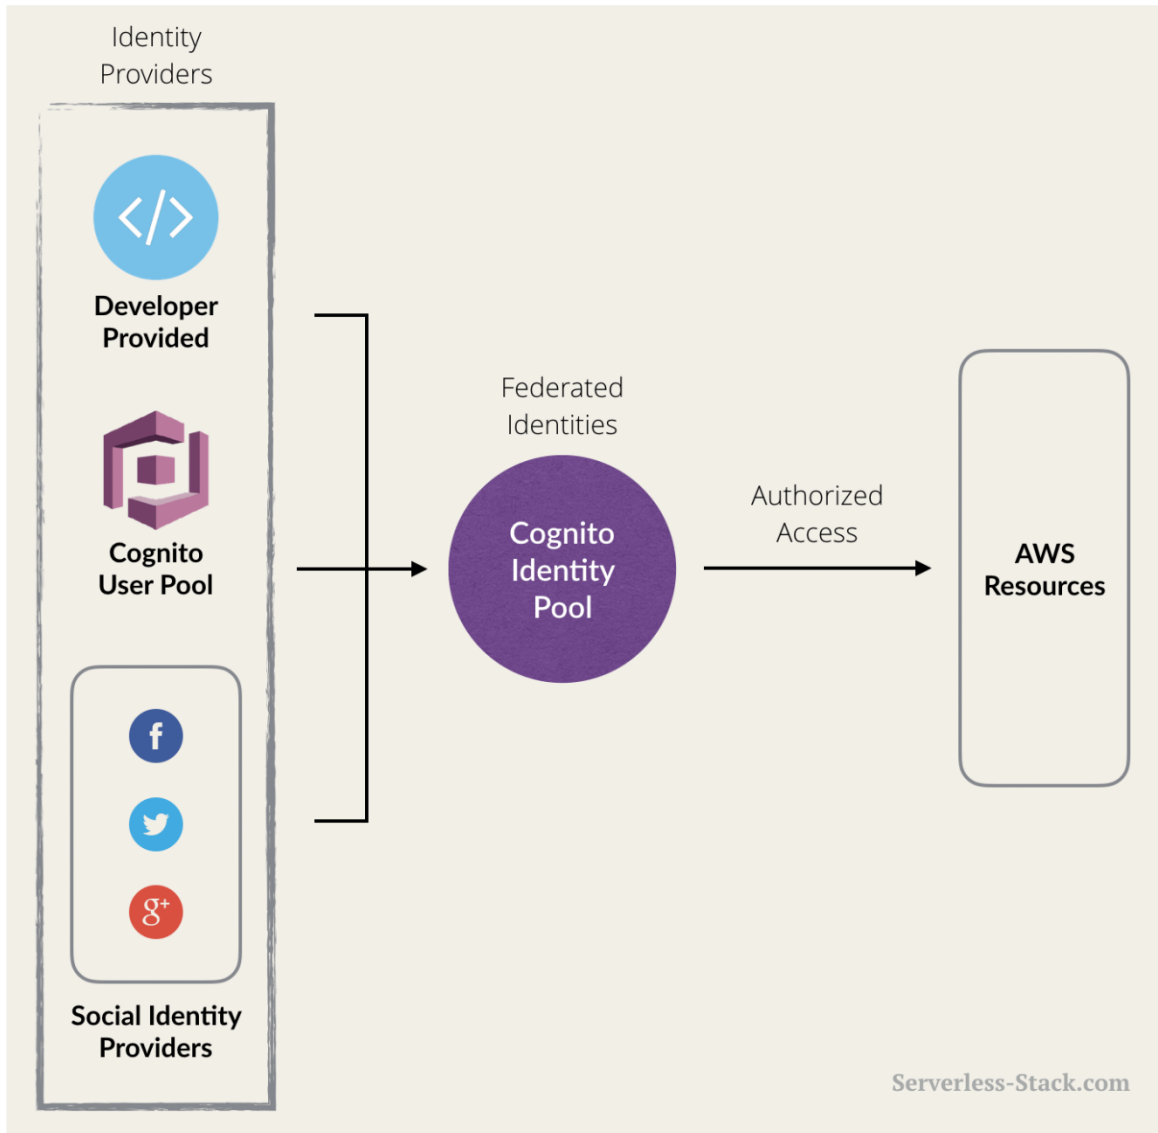 Identity
Providers
</>
Developer
Provided
Cognito
User Pool
f
g+
Social Identity
Providers
Federated
Identities
Cognito
Identity
Pool
Authorized
Access
AWS
Resources
Serverless-Stack.com